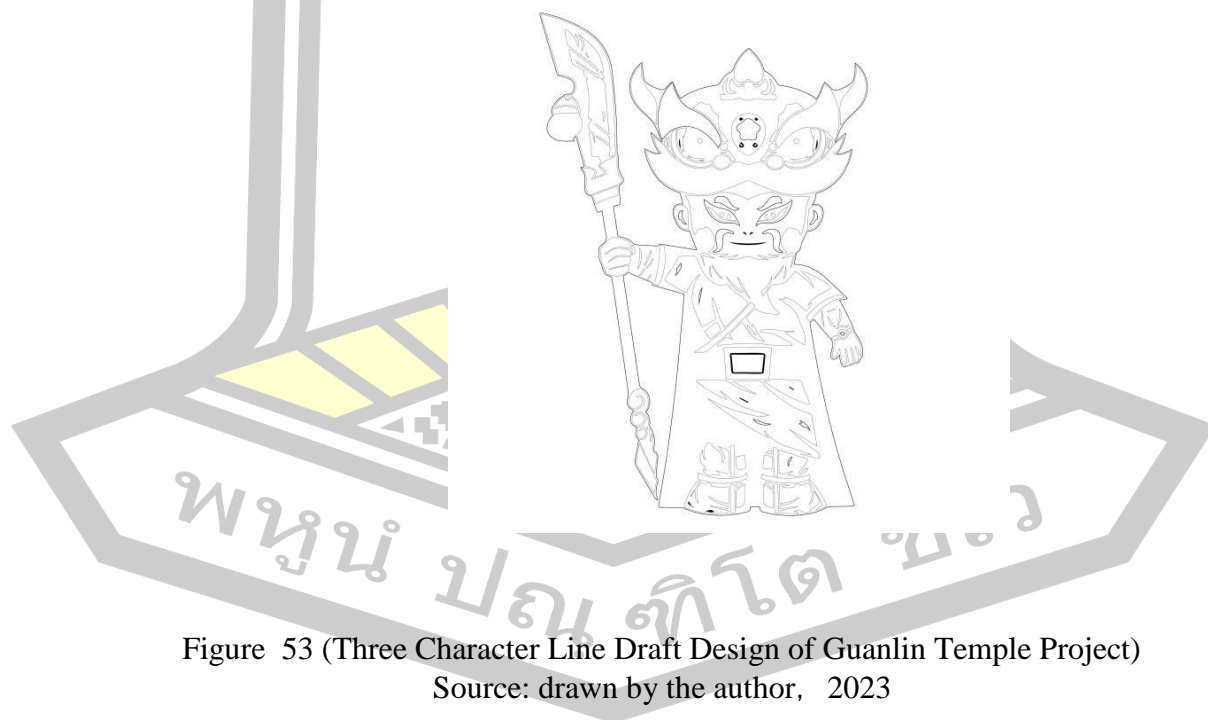 พหูนํ ปณฺฑิโต ชีเว
Figure 53 (Three Character Line Draft Design of Guanlin Temple Project)
Source: drawn by the author, 2023